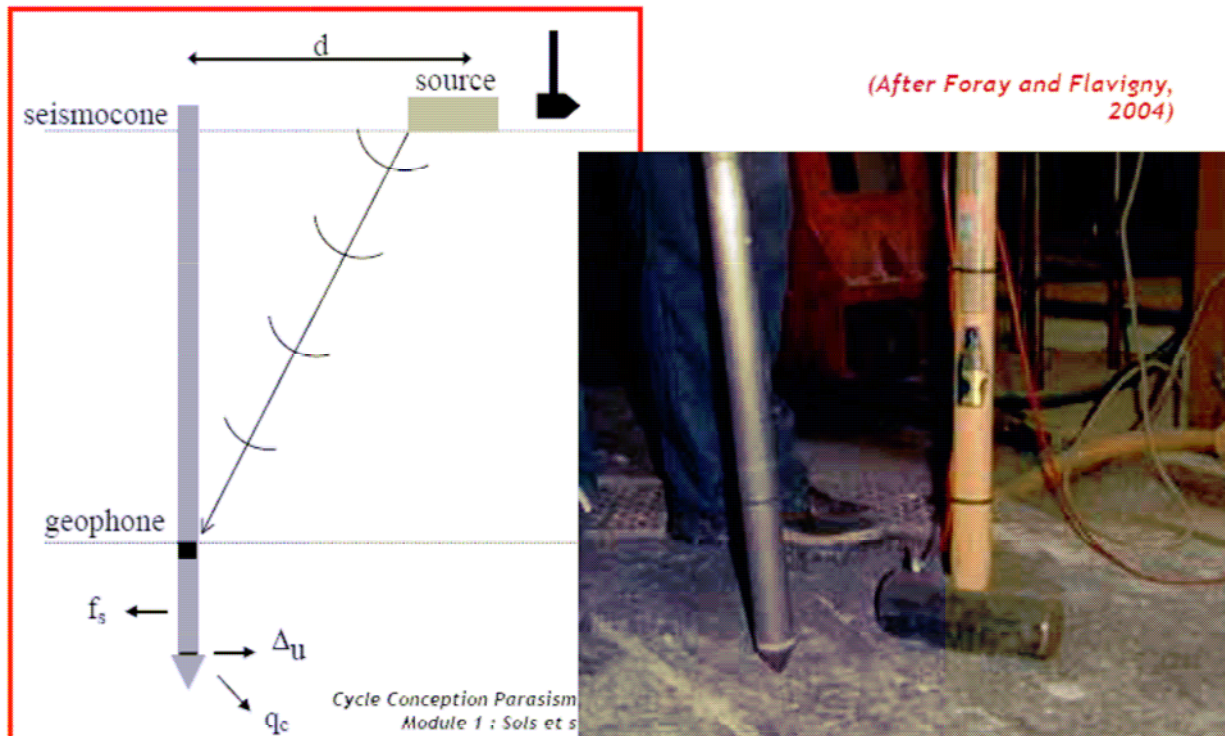 d
source
seismocone
(After Foray and Flavigny,
2004)
geophone
fs
Δu
qc
Cycle Conception Parasism
Module 1 : Sols et s